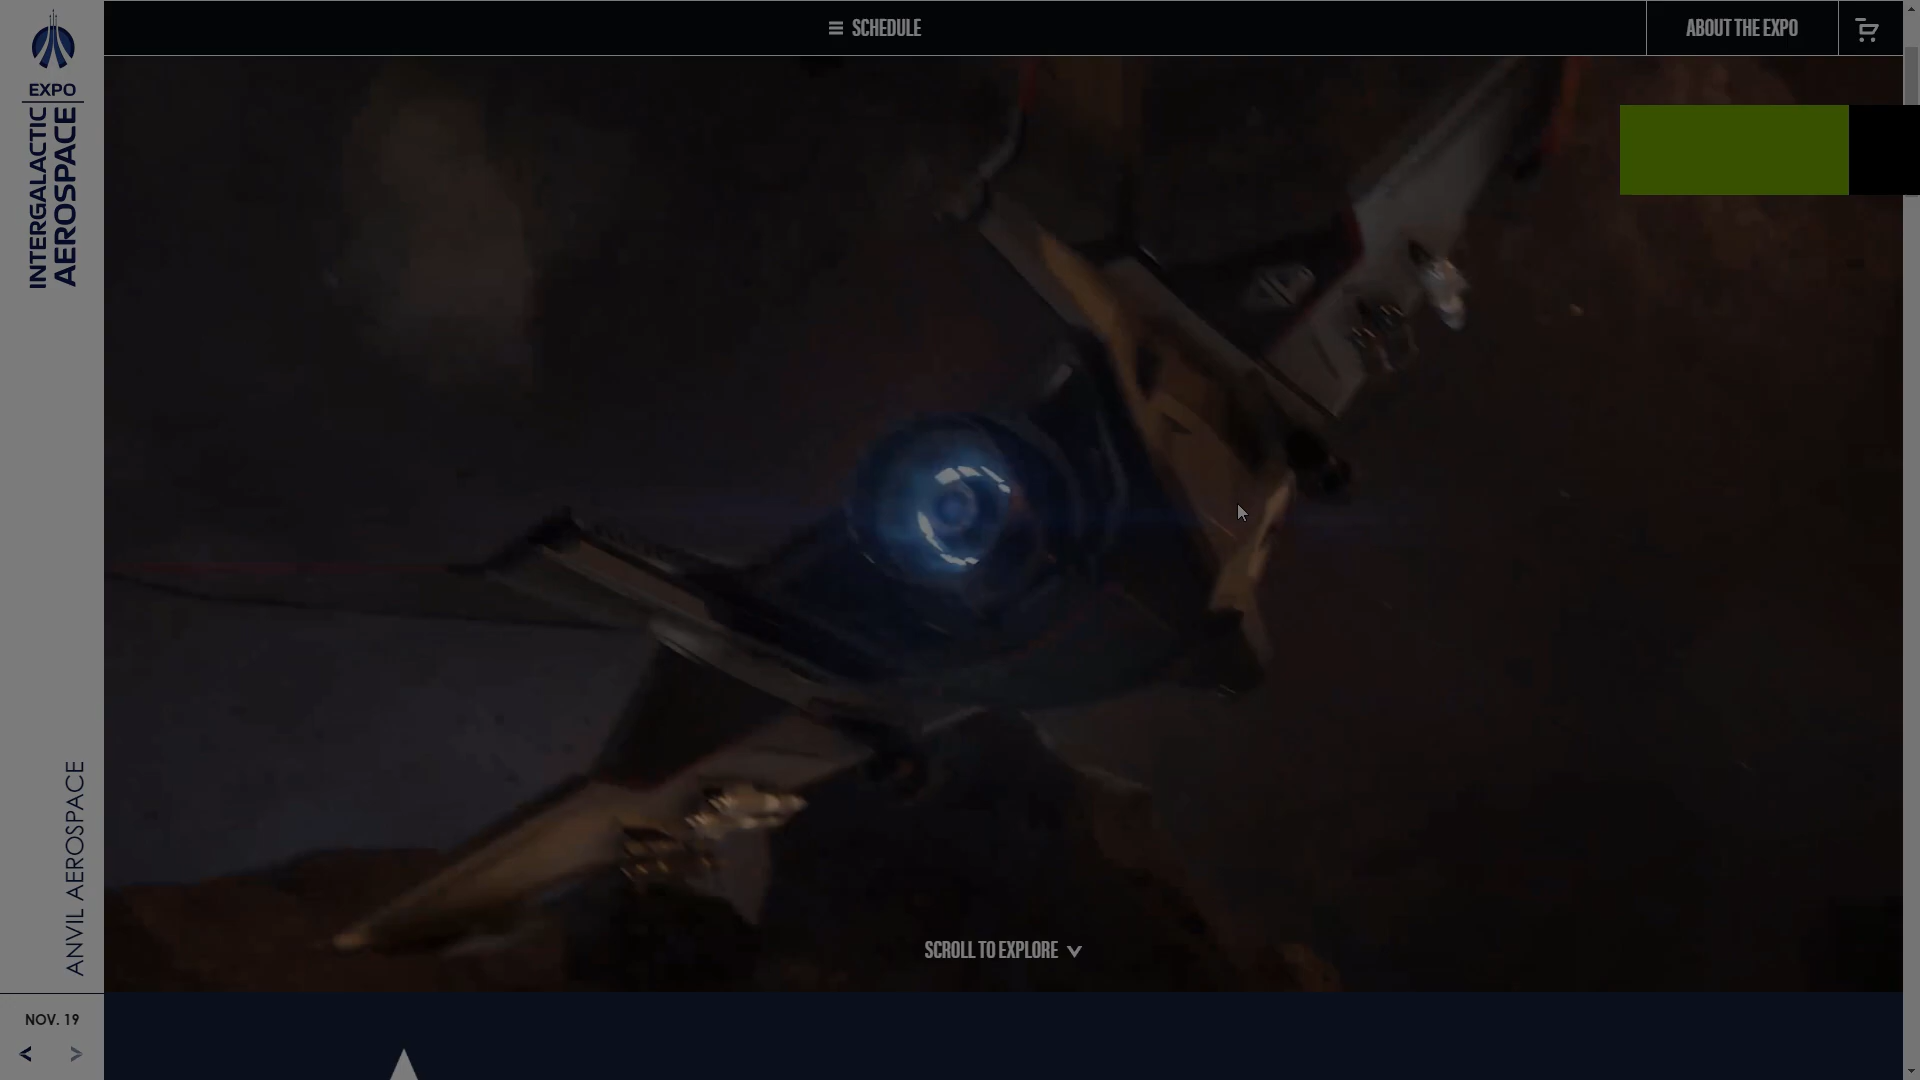 SCHEDULE
ABOUT THE EXPO
EXPO
INTERGALACTIC
AEROSPACE
ANVIL AEROSPACE
SCROLL TO EXPLORE
NOV. 19